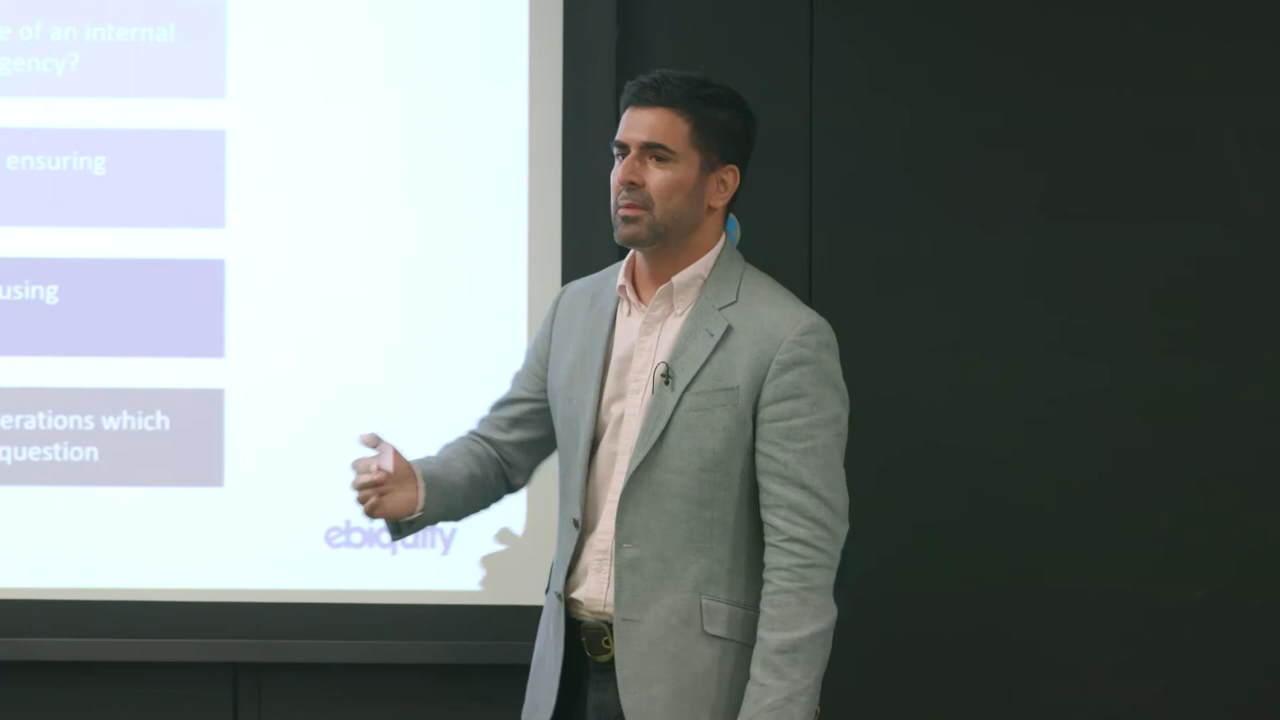 of an internal
gency?
ensuring
using
erations which
question
ebiquity